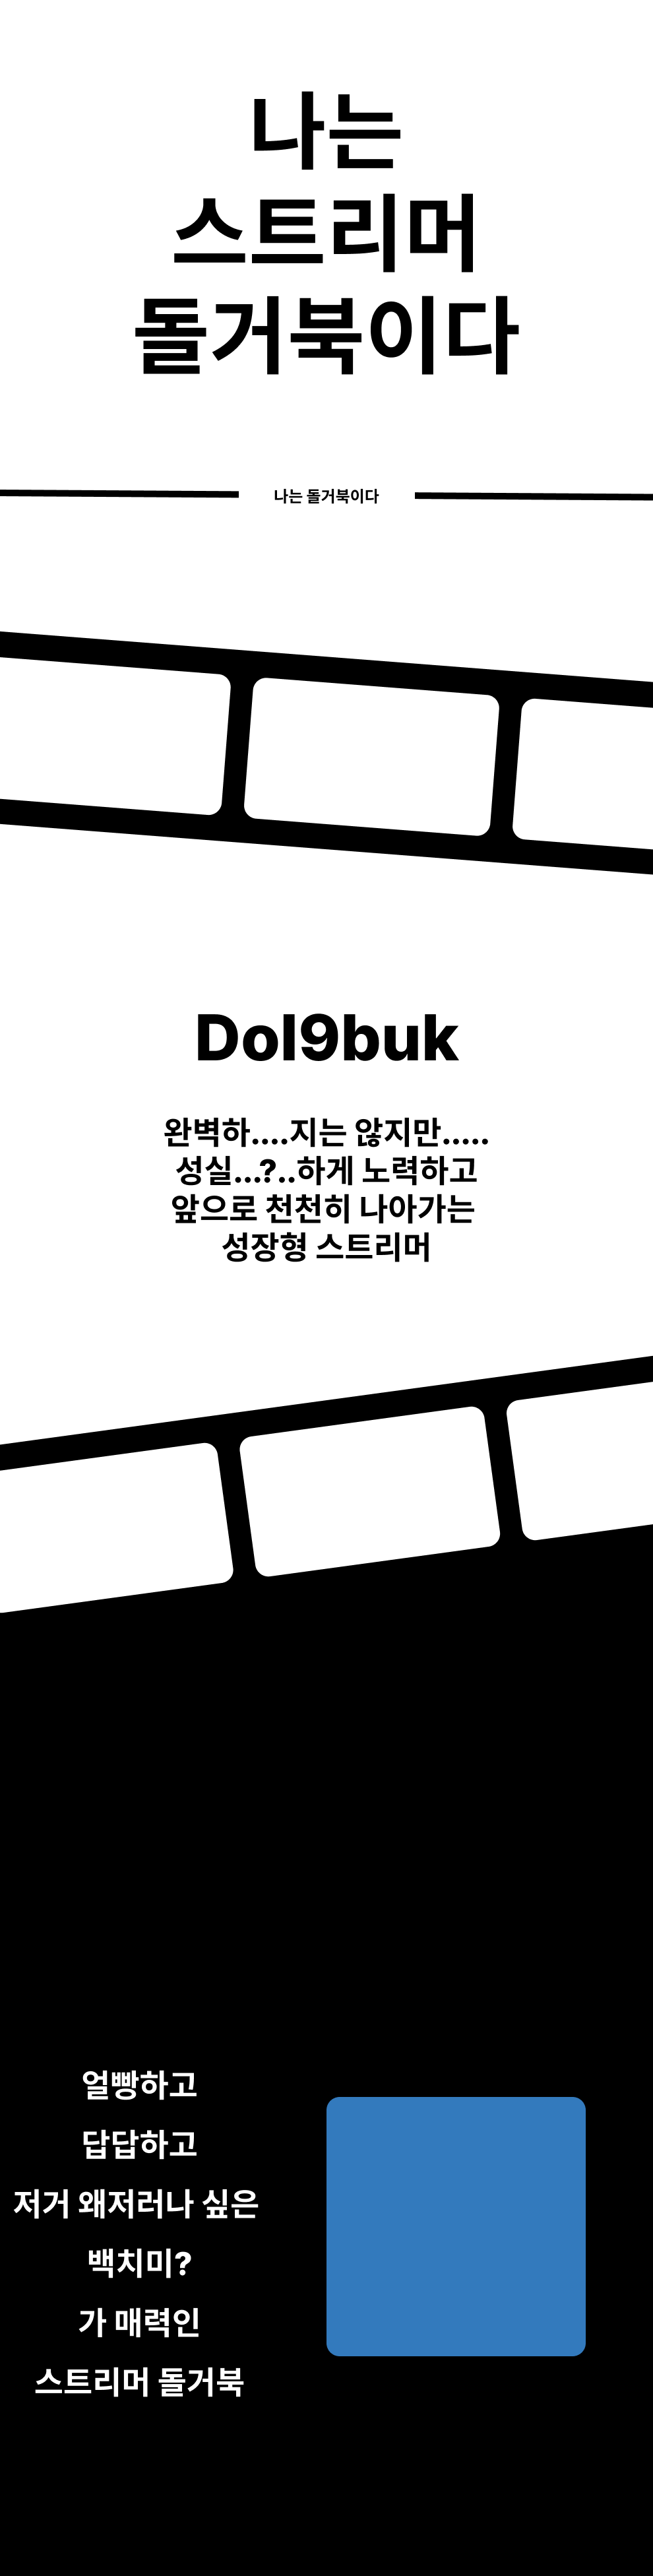 나는
스트리머
돌거북이다
나는 돌거북이다
Dol9buk
완벽하....지는 않지만.....
성실...?..하게 노력하고
앞으로 천천히 나아가는
성장형 스트리머
얼빵하고
답답하고
저거 왜저러나 싶은
백치미?
가 매력인
스트리머 돌거북